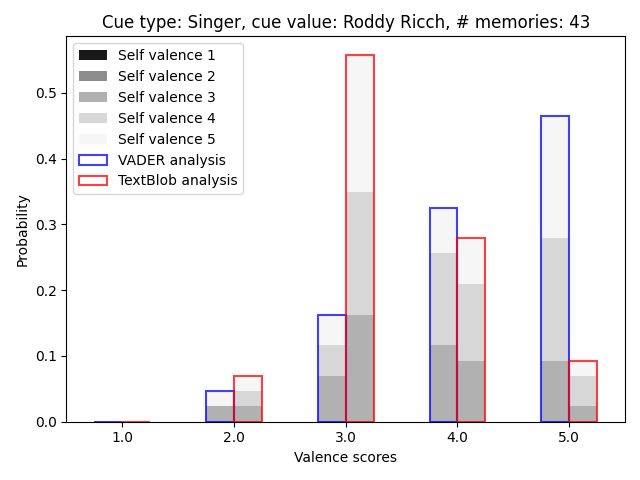 Cue type: Singer, cue value: Roddy Ricch, # memories: 43
Self valence 1
Self valence 2
Self valence 3
Self valence 4
Self valence 5
VADER analysis
TextBlob analysis
Probability
0.5
0.4
0.3
0.2
0.1
0.0
1.0 2.0 3.0 4.0 5.0
Valence scores